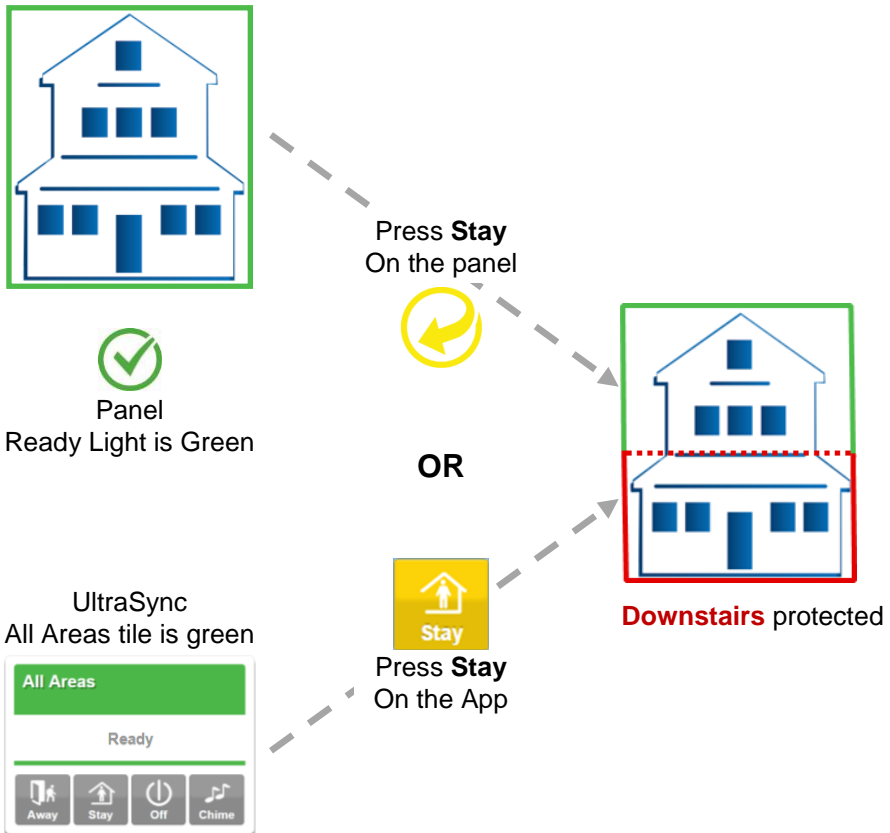 Press Stay
On the panel
Panel
Ready Light is Green
OR
UltraSync
All Areas tile is green
All Areas
Ready
Away
Stay
Off
Chime
Stay
Press Stay
On the App
Downstairs protected